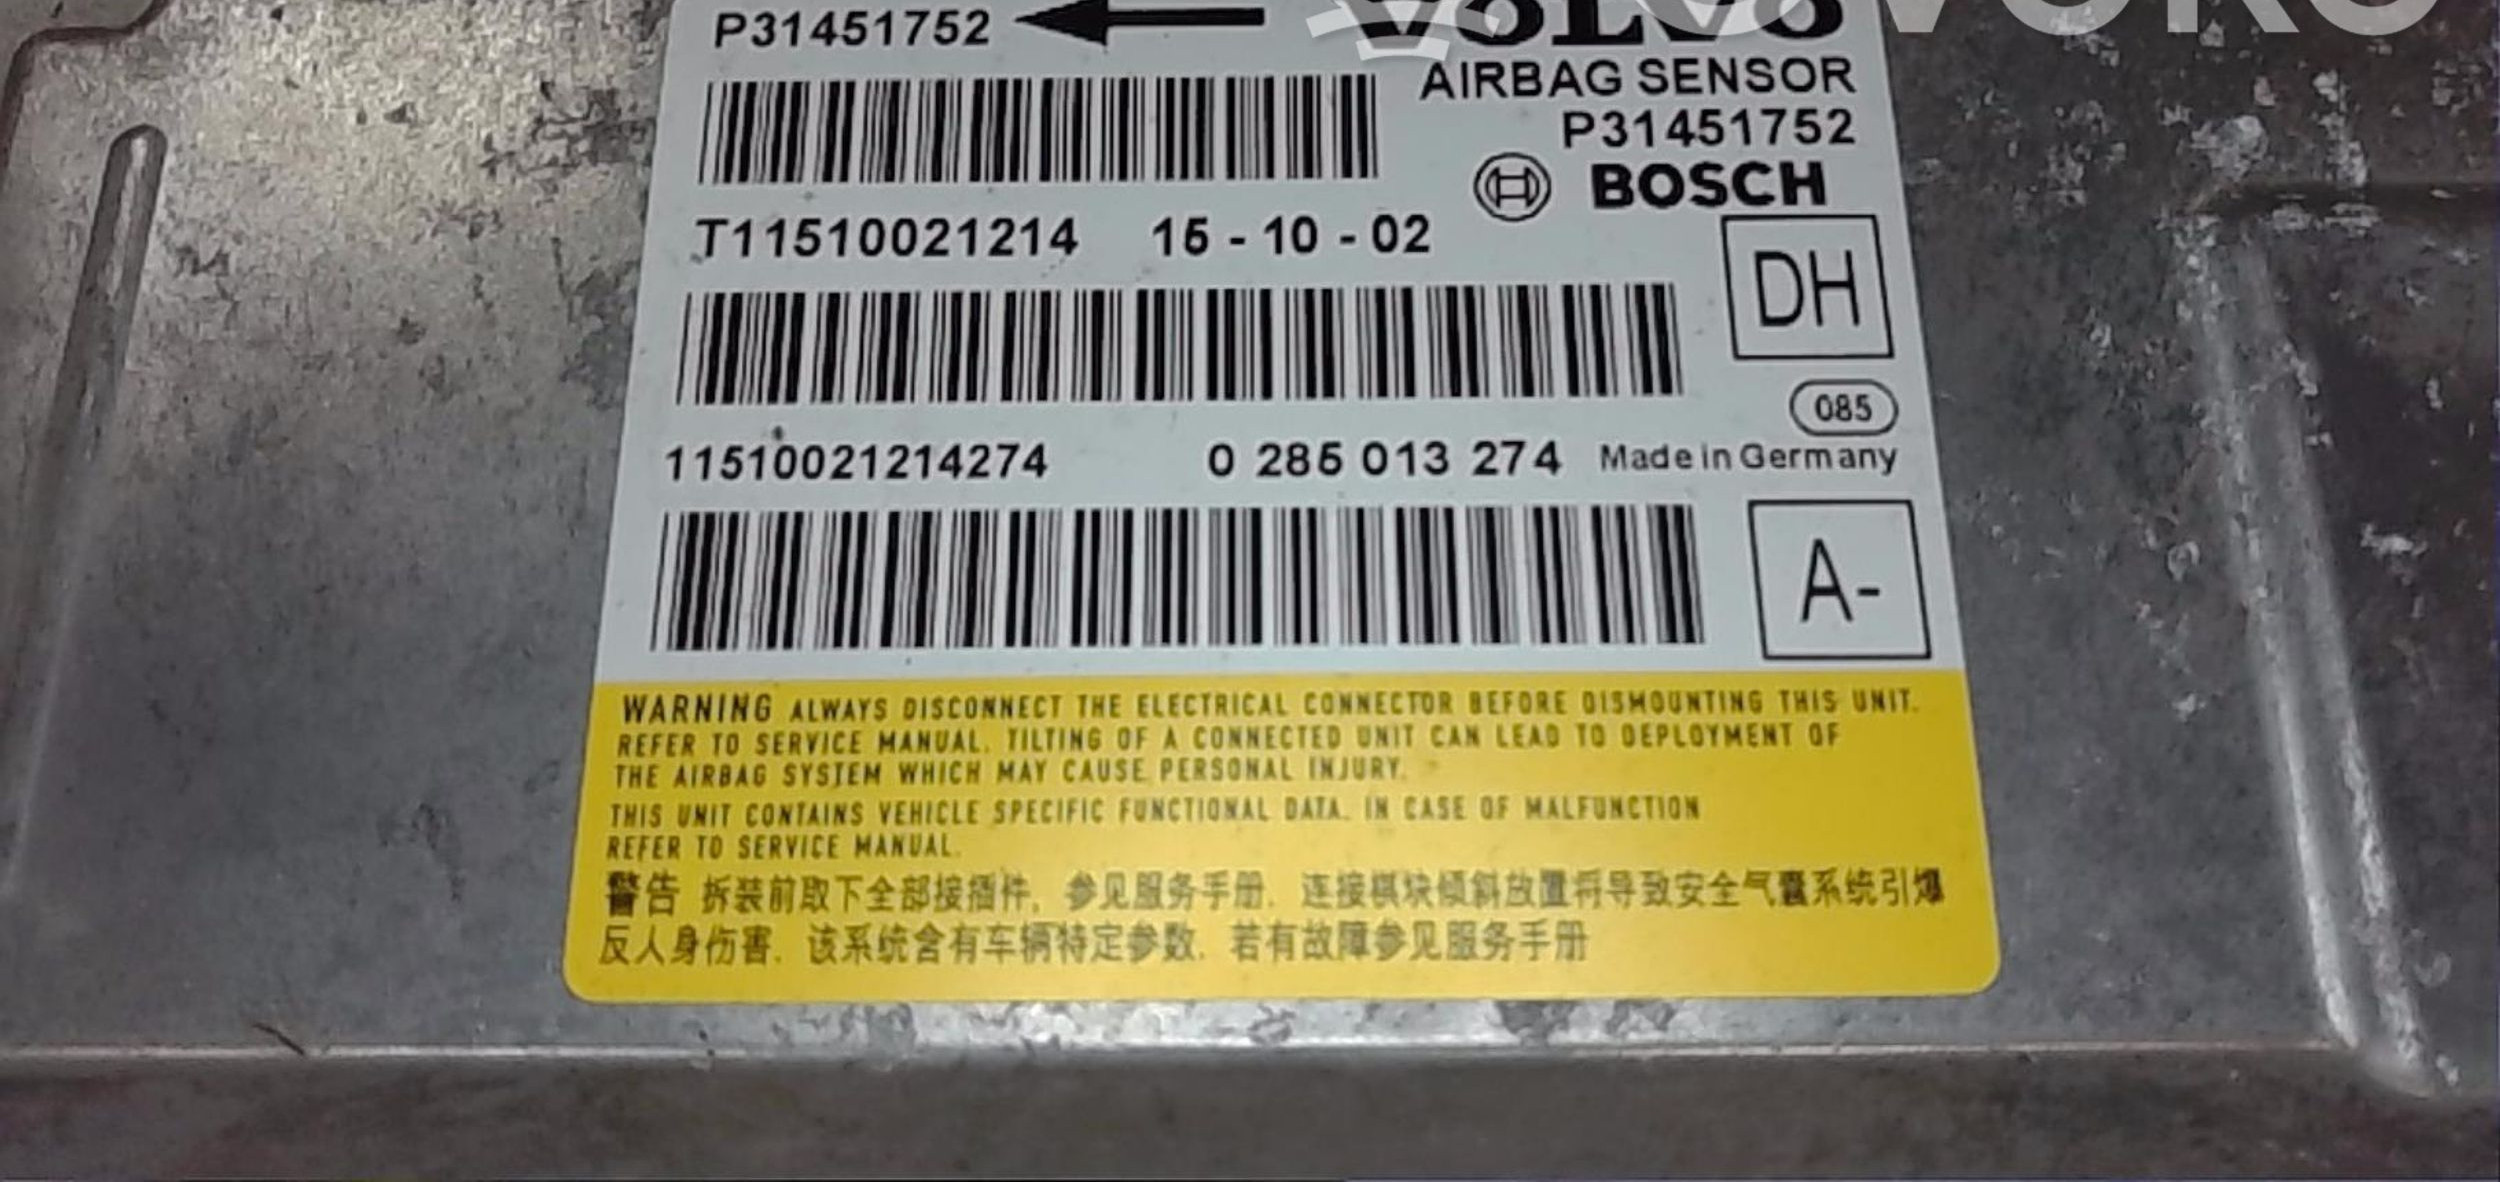 P31451752
VOLVO
AIRBAG SENSOR
P31451752
BOSCH
T11510021214 15-10-02
DH
085
11510021214274 0 285 013 274 Made in Germany
A-
WARNING ALWAYS DISCONNECT THE ELECTRICAL CONNECTOR BEFORE DISMOUNTING THIS UNIT.
REFER TO SERVICE MANUAL. TILTING OF A CONNECTED UNIT CAN LEAD TO DEPLOYMENT OF
THE AIRBAG SYSTEM WHICH MAY CAUSE PERSONAL INJURY.
THIS UNIT CONTAINS VEHICLE SPECIFIC FUNCTIONAL DATA. IN CASE OF MALFUNCTION
REFER TO SERVICE MANUAL.
警告 拆装前取下全部接插件. 参见服务手册. 连接模块倾斜放置将导致安全气囊系统引爆
及人身伤害. 该系统含有车辆特定参数. 若有故障参见服务手册